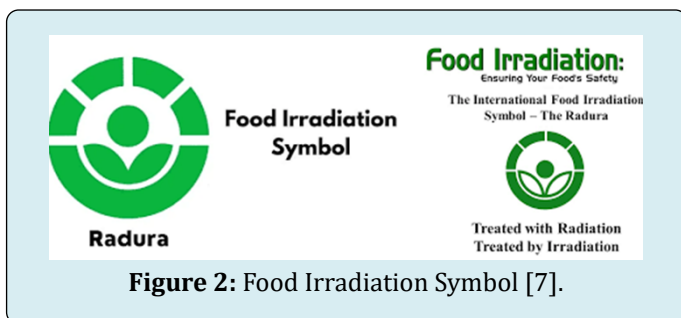 Food Irradiation
Symbol
Radura
Food Irradiation:
Ensuring Your Food's Safety
The International Food Irradiation
Symbol – The Radura
Treated with Radiation
Treated by Irradiation
Figure 2: Food Irradiation Symbol [7].